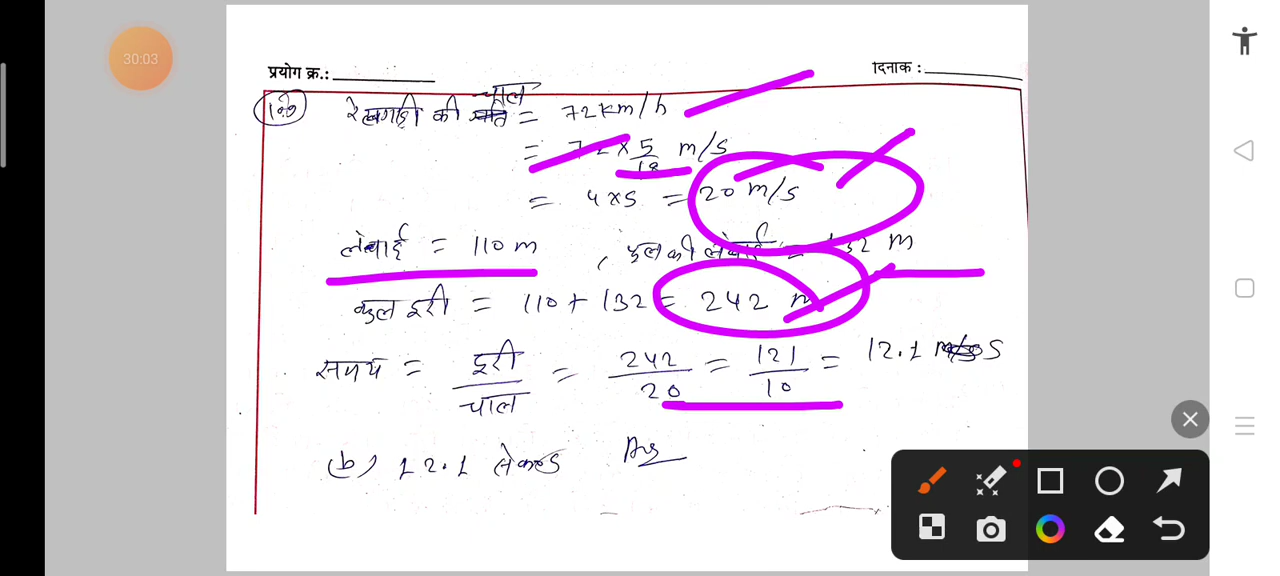 30:03
प्रयोग क्र.: दिनाक :
100 रेलगाड़ी की चाल = 72 km/h
= 72 × 5/18 m/s
= 4×5 = 20 m/s
लंबाई = 110 m , पुल की लंबाई = 132 m
कुल दूरी = 110 + 132 = 242 m
समय = दूरी/चाल = 242/20 = 121/10 = 12.1 s
(b) 12.1 सेकण्ड Ans